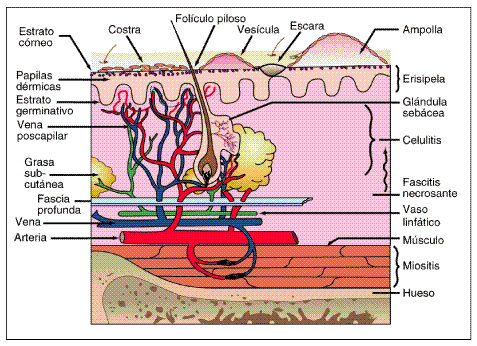 Folículo piloso
Costra
Vesícula
Escara
Ampolla
Estrato
córneo
Papilas
dérmicas
Estrato
germinativo
Vena
poscapilar
Grasa
sub-
cutánea
Fascia
profunda
Vena
Arteria
Erisipela
Glándula
sebácea
Celulitis
Fascitis
necrosante
Vaso
linfático
Músculo
Miositis
Hueso